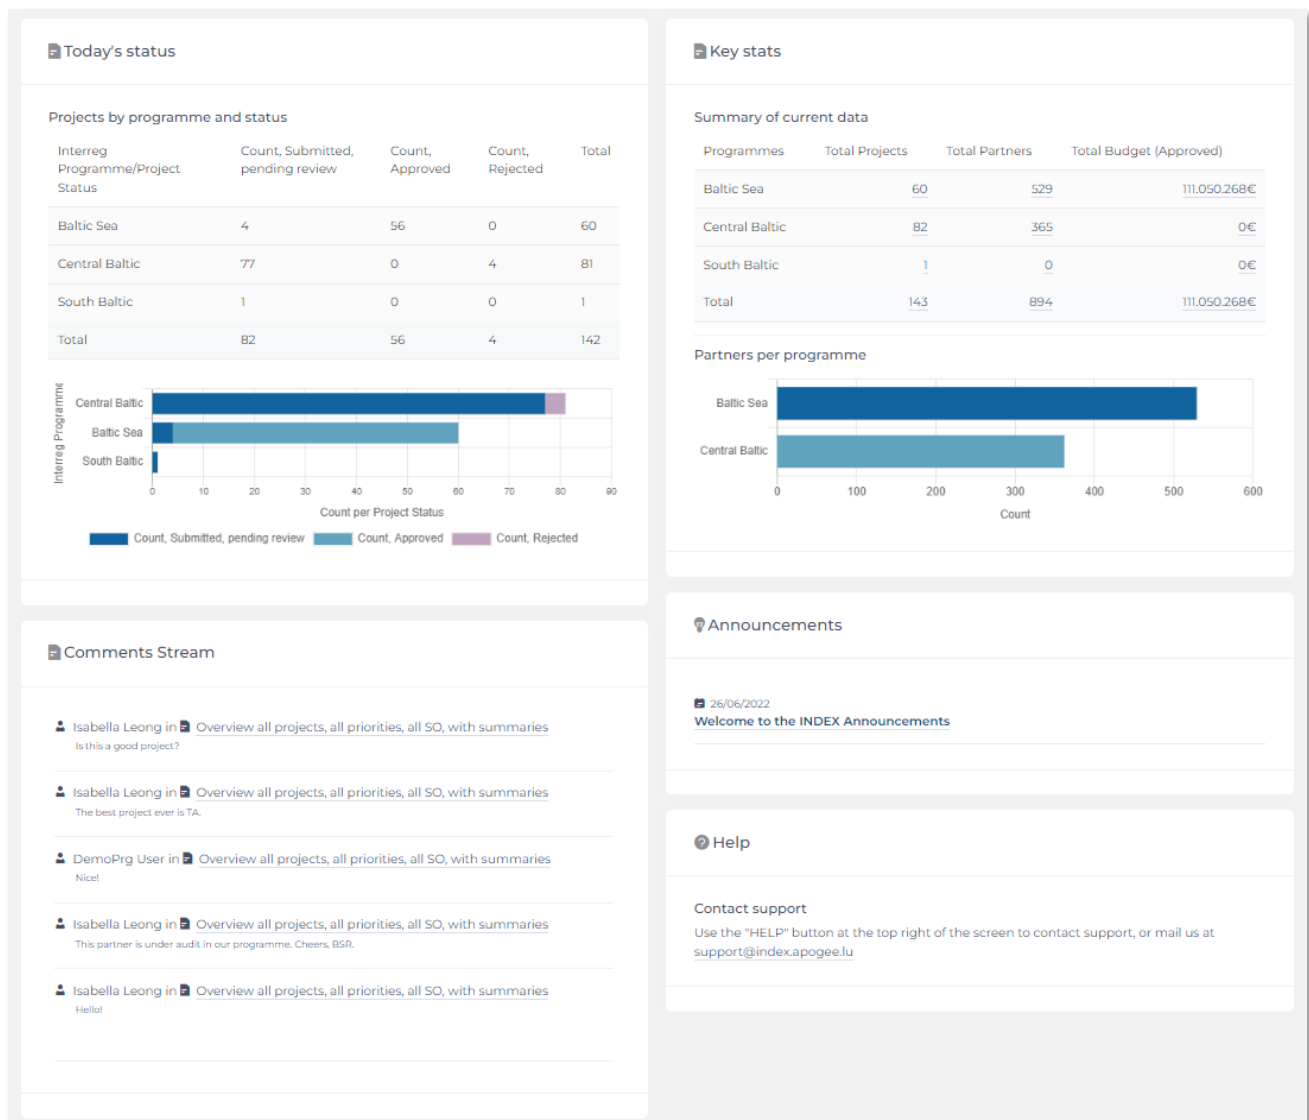 Today's status
Projects by programme and status
Interreg Programme/Project Status Count, Submitted, pending review Count, Approved Count, Rejected Total
Baltic Sea 4 56 0 60
Central Baltic 77 0 4 81
South Baltic 1 0 0 1
Total 82 56 4 142
Interreg Programme
Central Baltic
Baltic Sea
South Baltic
0 10 20 30 40 50 60 70 80 90
Count per Project Status
Count, Submitted, pending review Count, Approved Count, Rejected
Comments Stream
Isabella Leong in Overview all projects, all priorities, all SO, with summaries
Is this a good project?
Isabella Leong in Overview all projects, all priorities, all SO, with summaries
The best project ever is TA.
DemoPrg User in Overview all projects, all priorities, all SO, with summaries
Nice!
Isabella Leong in Overview all projects, all priorities, all SO, with summaries
This partner is under audit in our programme. Cheers, BSR.
Isabella Leong in Overview all projects, all priorities, all SO, with summaries
Hello!
Key stats
Summary of current data
Programmes Total Projects Total Partners Total Budget (Approved)
Baltic Sea 60 529 111.050.268€
Central Baltic 82 365 0€
South Baltic 1 0 0€
Total 143 894 111.050.268€
Partners per programme
Baltic Sea
Central Baltic
0 100 200 300 400 500 600
Count
Announcements
26/06/2022
Welcome to the INDEX Announcements
Help
Contact support
Use the "HELP" button at the top right of the screen to contact support, or mail us at
support@index.apogee.lu